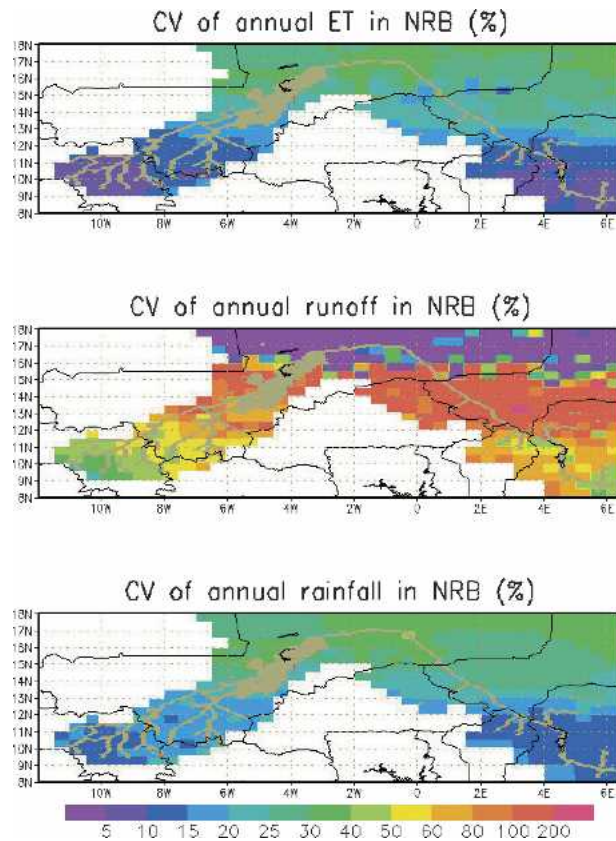 CV of annual ET in NRB (%)
18N
17N
16N
15N
14N
13N
12N
11N
10N
9N
8N
10W 8W 6W 4W 2W 0 2E 4E 6E
CV of annual runoff in NRB (%)
18N
17N
16N
15N
14N
13N
12N
11N
10N
9N
8N
10W 8W 6W 4W 2W 0 2E 4E 6E
CV of annual rainfall in NRB (%)
18N
17N
16N
15N
14N
13N
12N
11N
10N
9N
8N
10W 8W 6W 4W 2W 0 2E 4E 6E
5 10 15 20 25 30 40 50 60 80 100 200